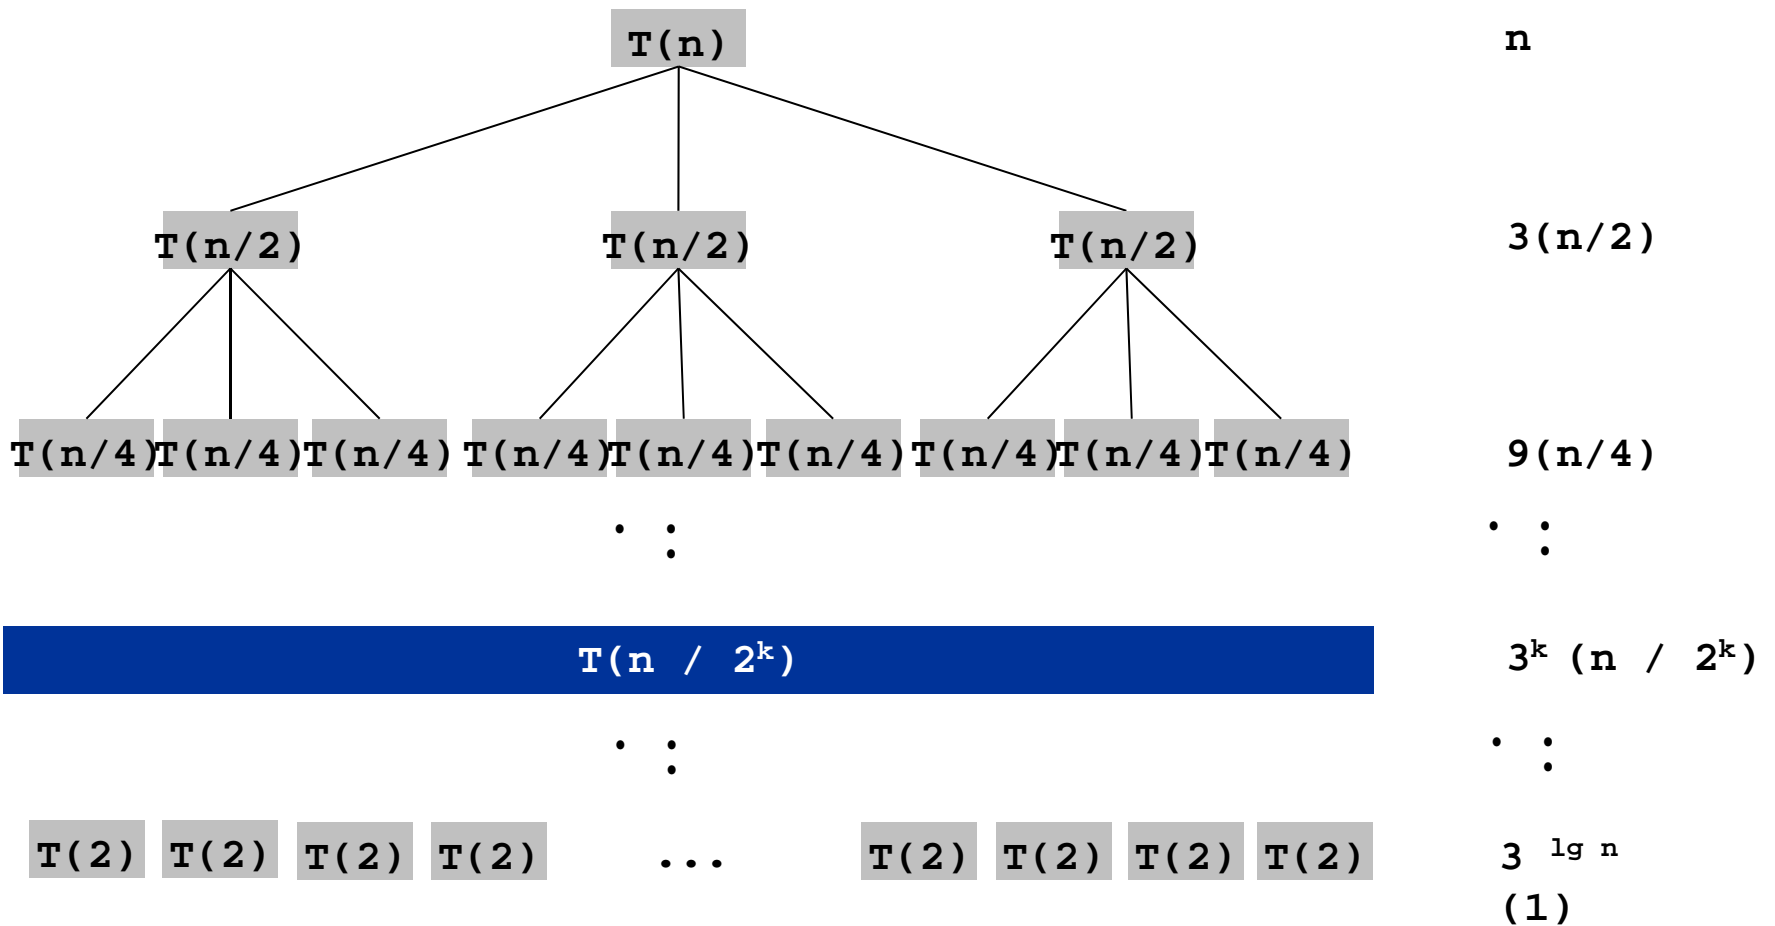 T(n) n
T(n/2) T(n/2) T(n/2) 3(n/2)
T(n/4) T(n/4) T(n/4) T(n/4) T(n/4) T(n/4) T(n/4) T(n/4) T(n/4) 9(n/4)
. : . :
T(n / 2ᵏ) 3ᵏ (n / 2ᵏ)
. : . :
T(2) T(2) T(2) T(2) ... T(2) T(2) T(2) T(2) 3 ˡᵍ ⁿ
(1)